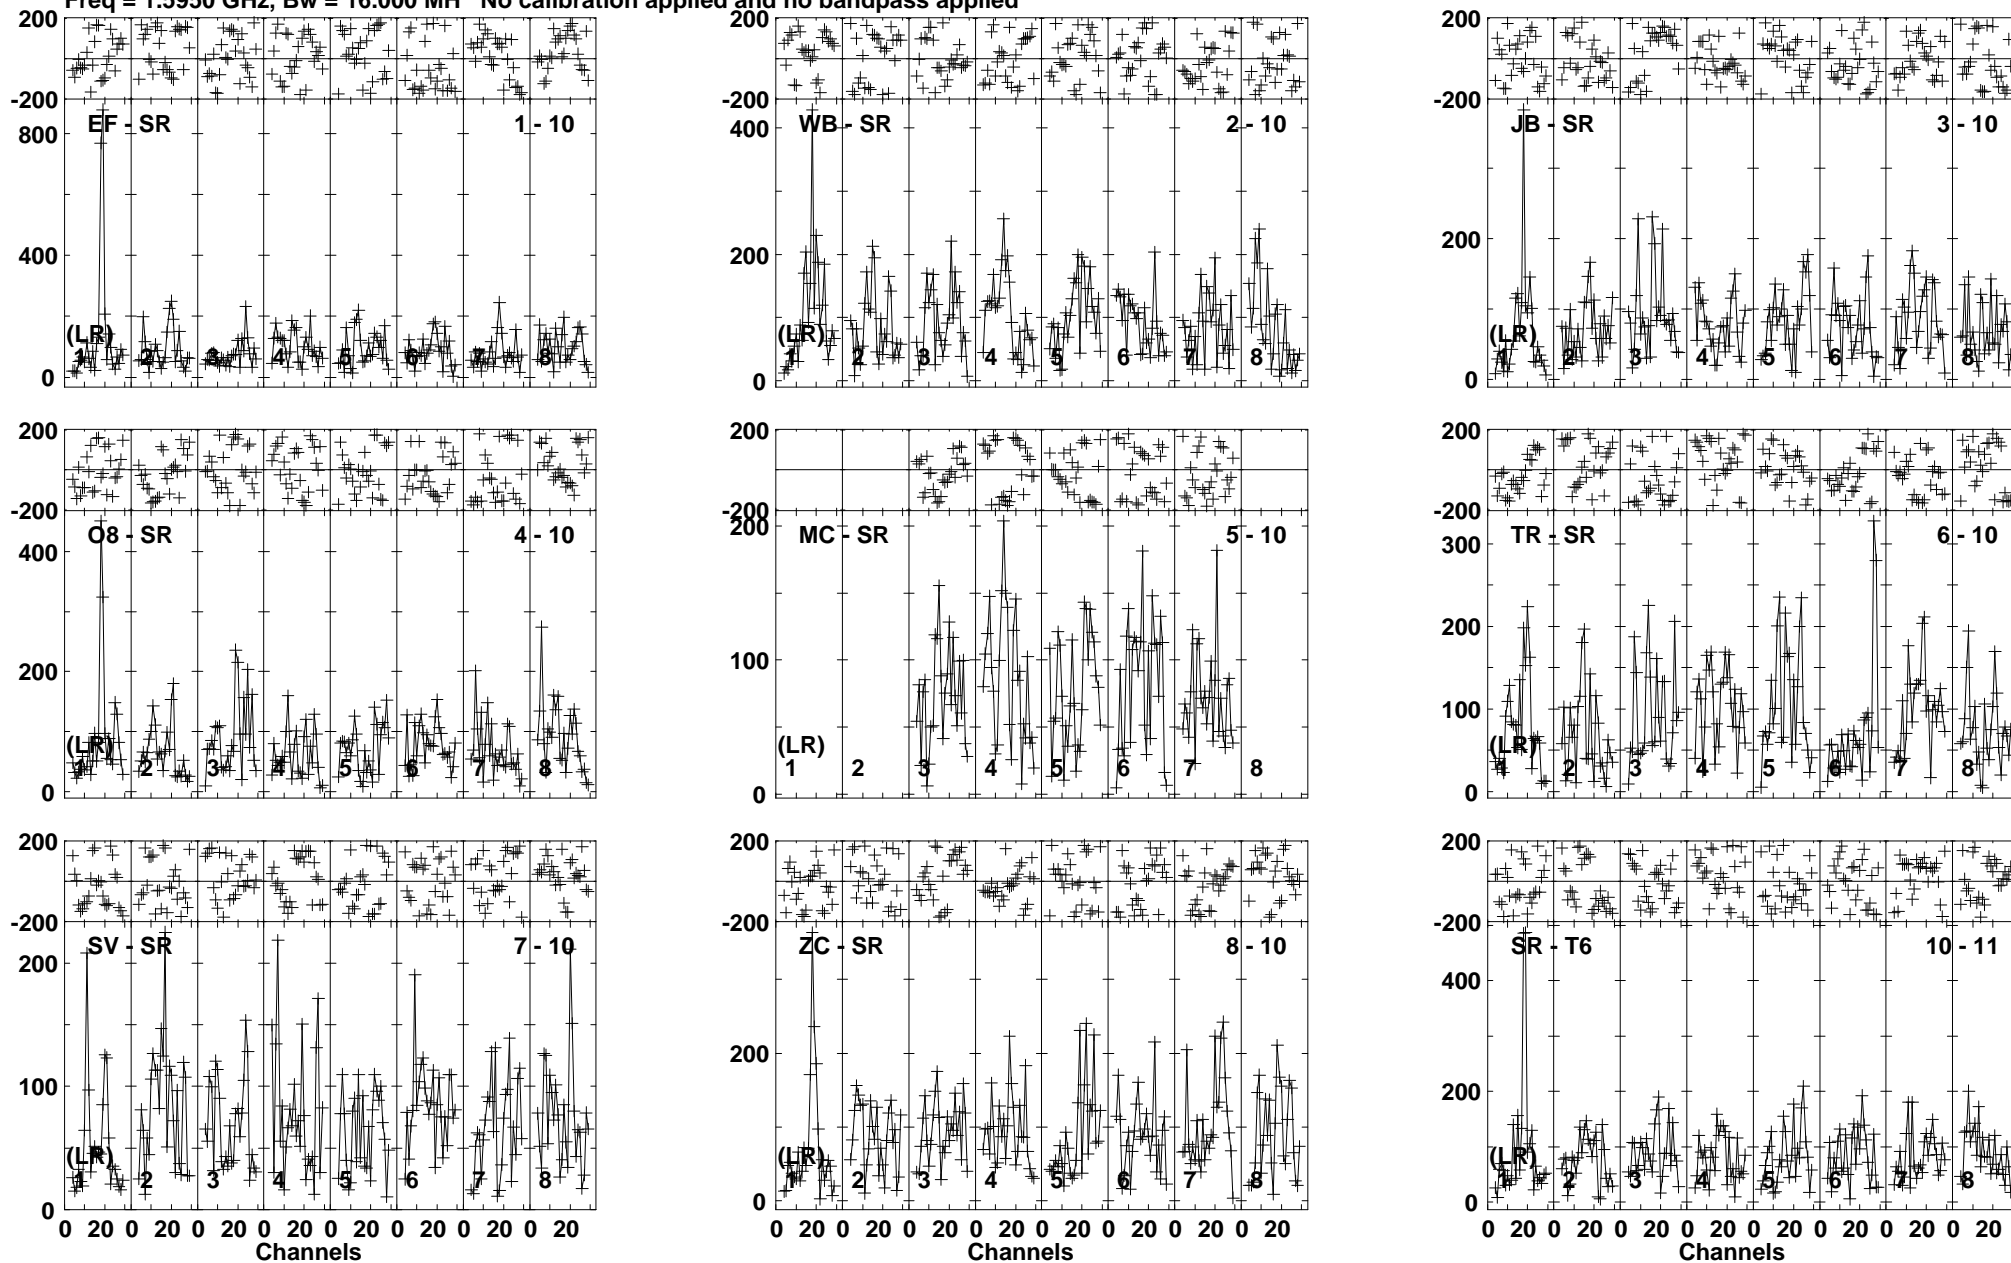 Freq = 1.5950 GHz, Bw = 16.000 MH No calibration applied and no bandpass applied
200 200 200
-200 -200 -200
EF - SR 1 - 10 WB - SR 2 - 10 JB - SR 3 - 10
800 400
400 200 200
(LR) (LR) (LR)
1 2 3 4 5 6 7 8 1 2 3 4 5 6 7 8 1 2 3 4 5 6 7 8
0 0 0
200 200 200
-200 -200 -200
O8 - SR 4 - 10 MC - SR 5 - 10 TR - SR 6 - 10
400 200 300
200 100 200
100
(LR) (LR) (LR)
1 2 3 4 5 6 7 8 1 2 3 4 5 6 7 8 1 2 3 4 5 6 7 8
0 0 0
200 200 200
-200 -200 -200
SV - SR 7 - 10 ZC - SR 8 - 10 SR - T6 10 - 11
200 400
100 200 200
(LR) (LR) (LR)
1 2 3 4 5 6 7 8 1 2 3 4 5 6 7 8 1 2 3 4 5 6 7 8
0 0 0
0 20 0 20 0 20 0 20 0 20 0 20 0 20 0 20 0 20 0 20 0 20 0 20 0 20 0 20 0 20 0 20 0 20 0 20 0 20 0 20 0 20 0 20 0 20 0 20
Channels Channels Channels